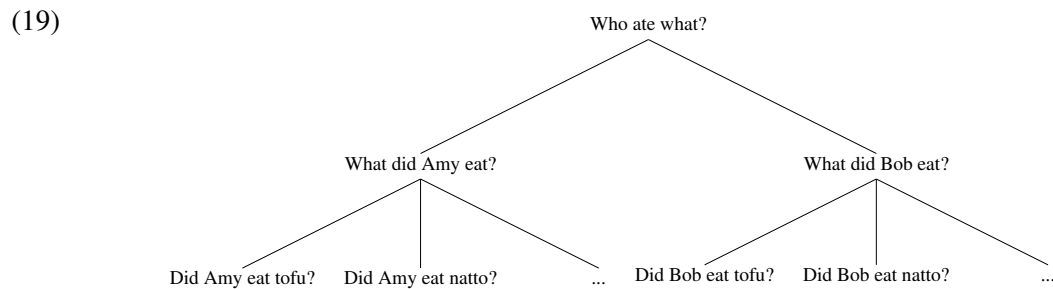 (19)
Who ate what?
What did Amy eat? What did Bob eat?
Did Amy eat tofu? Did Amy eat natto? ... Did Bob eat tofu? Did Bob eat natto? ...